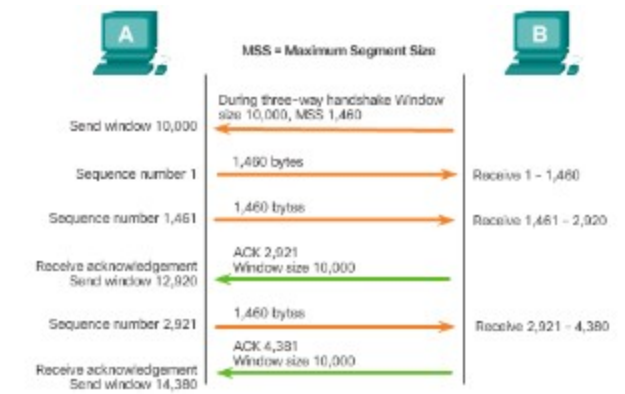 A
B
MSS = Maximum Segment Size
During three-way handshake Window
size 10,000, MSS 1,460
Send window 10,000
1,460 bytes
Sequence number 1
Receive 1 - 1,460
1,460 bytes
Sequence number 1,461
Receive 1,461 - 2,920
ACK 2,921
Window size 10,000
Receive acknowledgement
Send window 12,920
1,460 bytes
Sequence number 2,921
Receive 2,921 - 4,380
ACK 4,381
Window size 10,000
Receive acknowledgement
Send window 14,380